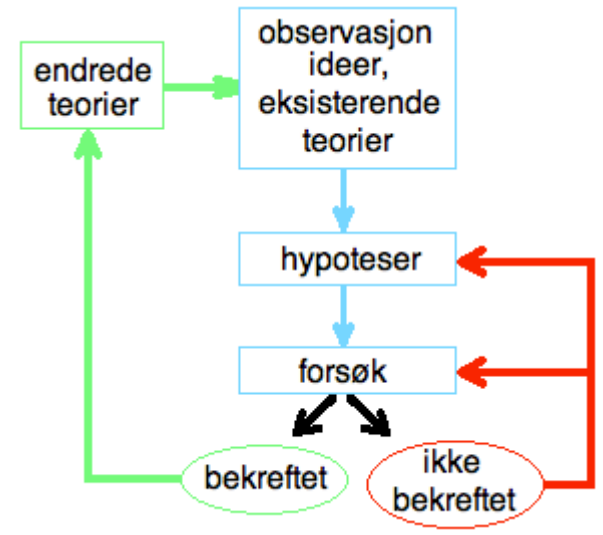 endrede
teorier
observasjon
ideer,
eksisterende
teorier
hypoteser
forsøk
bekreftet
ikke
bekreftet